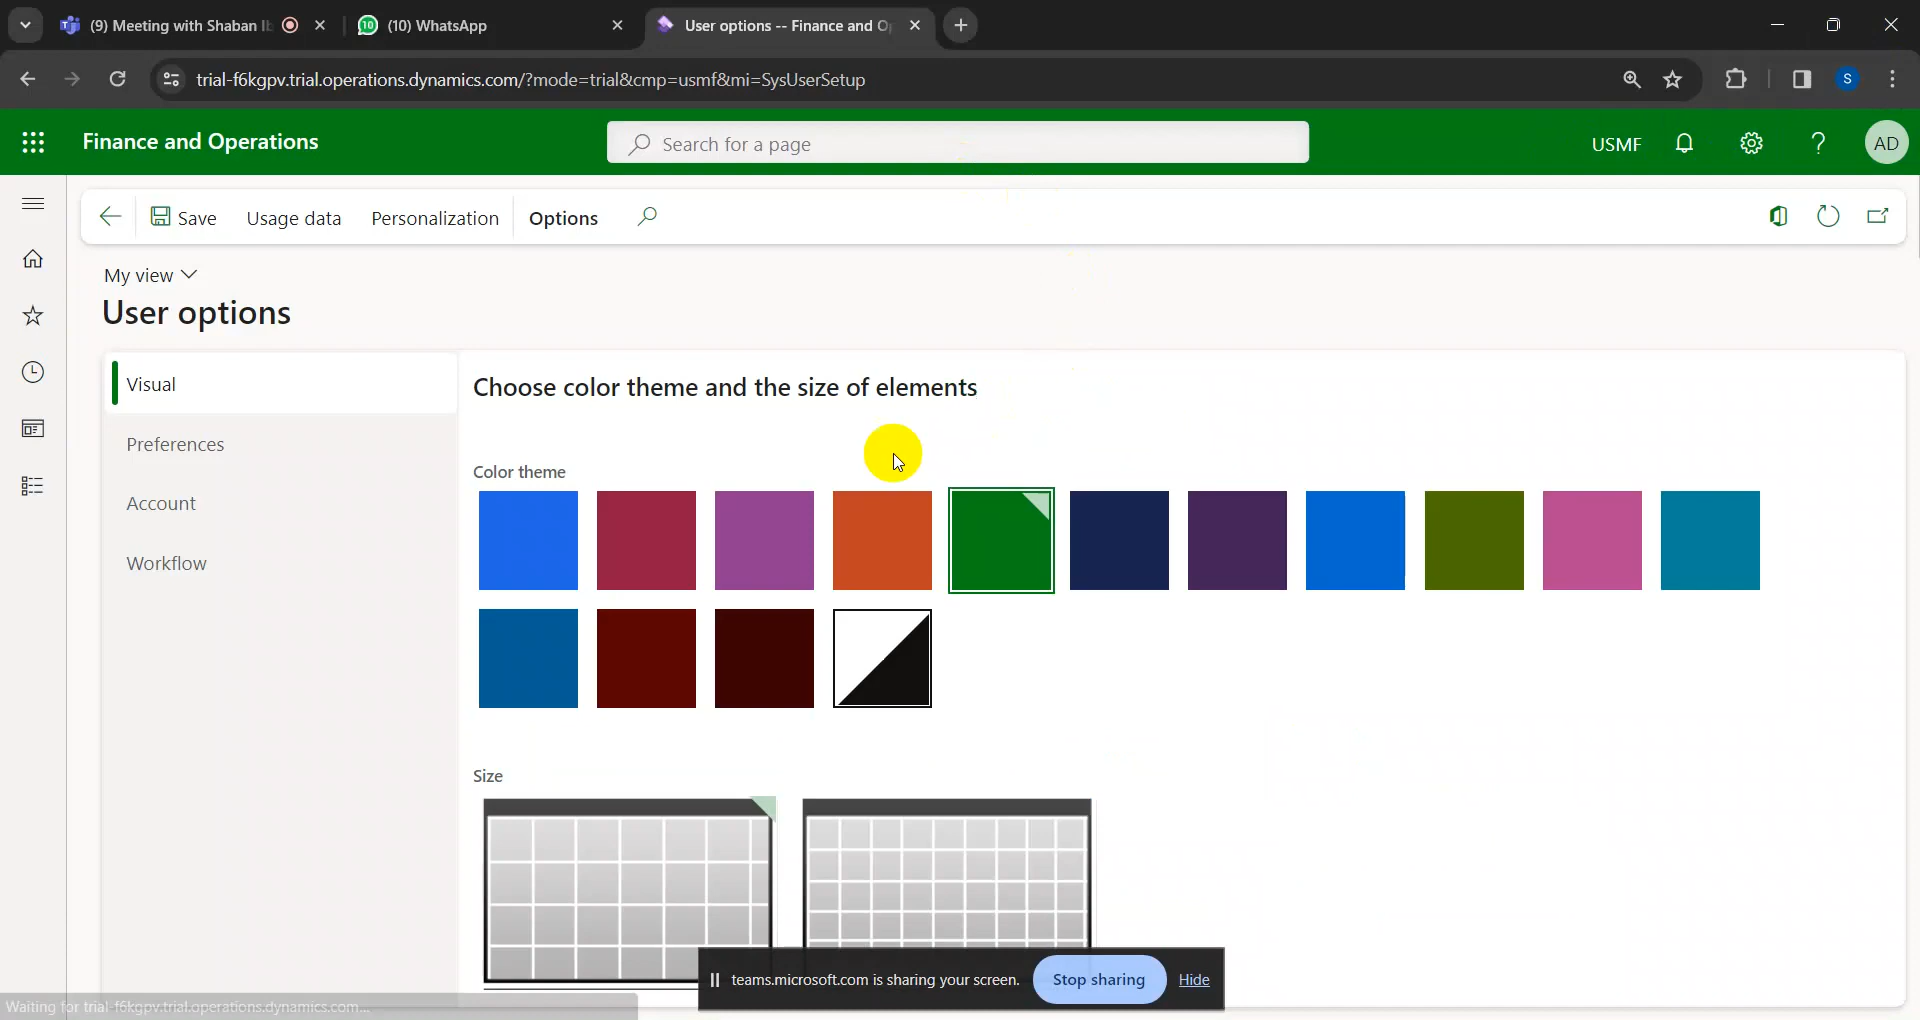 (9) Meeting with Shaban Ib
10
(10) WhatsApp
User options -- Finance and Op
trial-f6kgpv.trial.operations.dynamics.com/?mode=trial&cmp=usmf&mi=SysUserSetup
S
Finance and Operations
Search for a page
USMF
AD
Save
Usage data
Personalization
Options
My view
User options
Visual
Preferences
Account
Workflow
Choose color theme and the size of elements
Color theme
Size
teams.microsoft.com is sharing your screen.
Stop sharing
Hide
Waiting for trial-f6kgpv.trial.operations.dynamics.com...